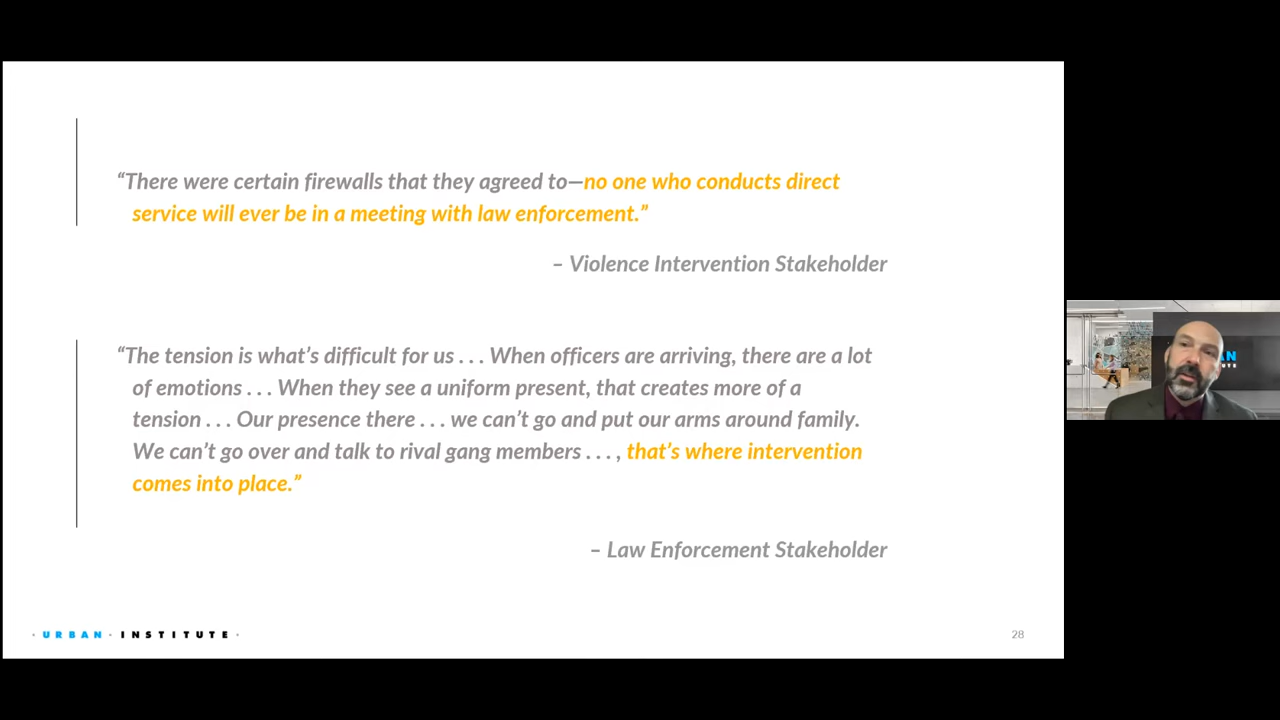 “There were certain firewalls that they agreed to—no one who conducts direct
service will ever be in a meeting with law enforcement.”
– Violence Intervention Stakeholder
“The tension is what’s difficult for us . . . When officers are arriving, there are a lot
of emotions . . . When they see a uniform present, that creates more of a
tension . . . Our presence there . . . we can’t go and put our arms around family.
We can’t go over and talk to rival gang members . . . , that’s where intervention
comes into place.”
– Law Enforcement Stakeholder
· URBAN · INSTITUTE ·
28